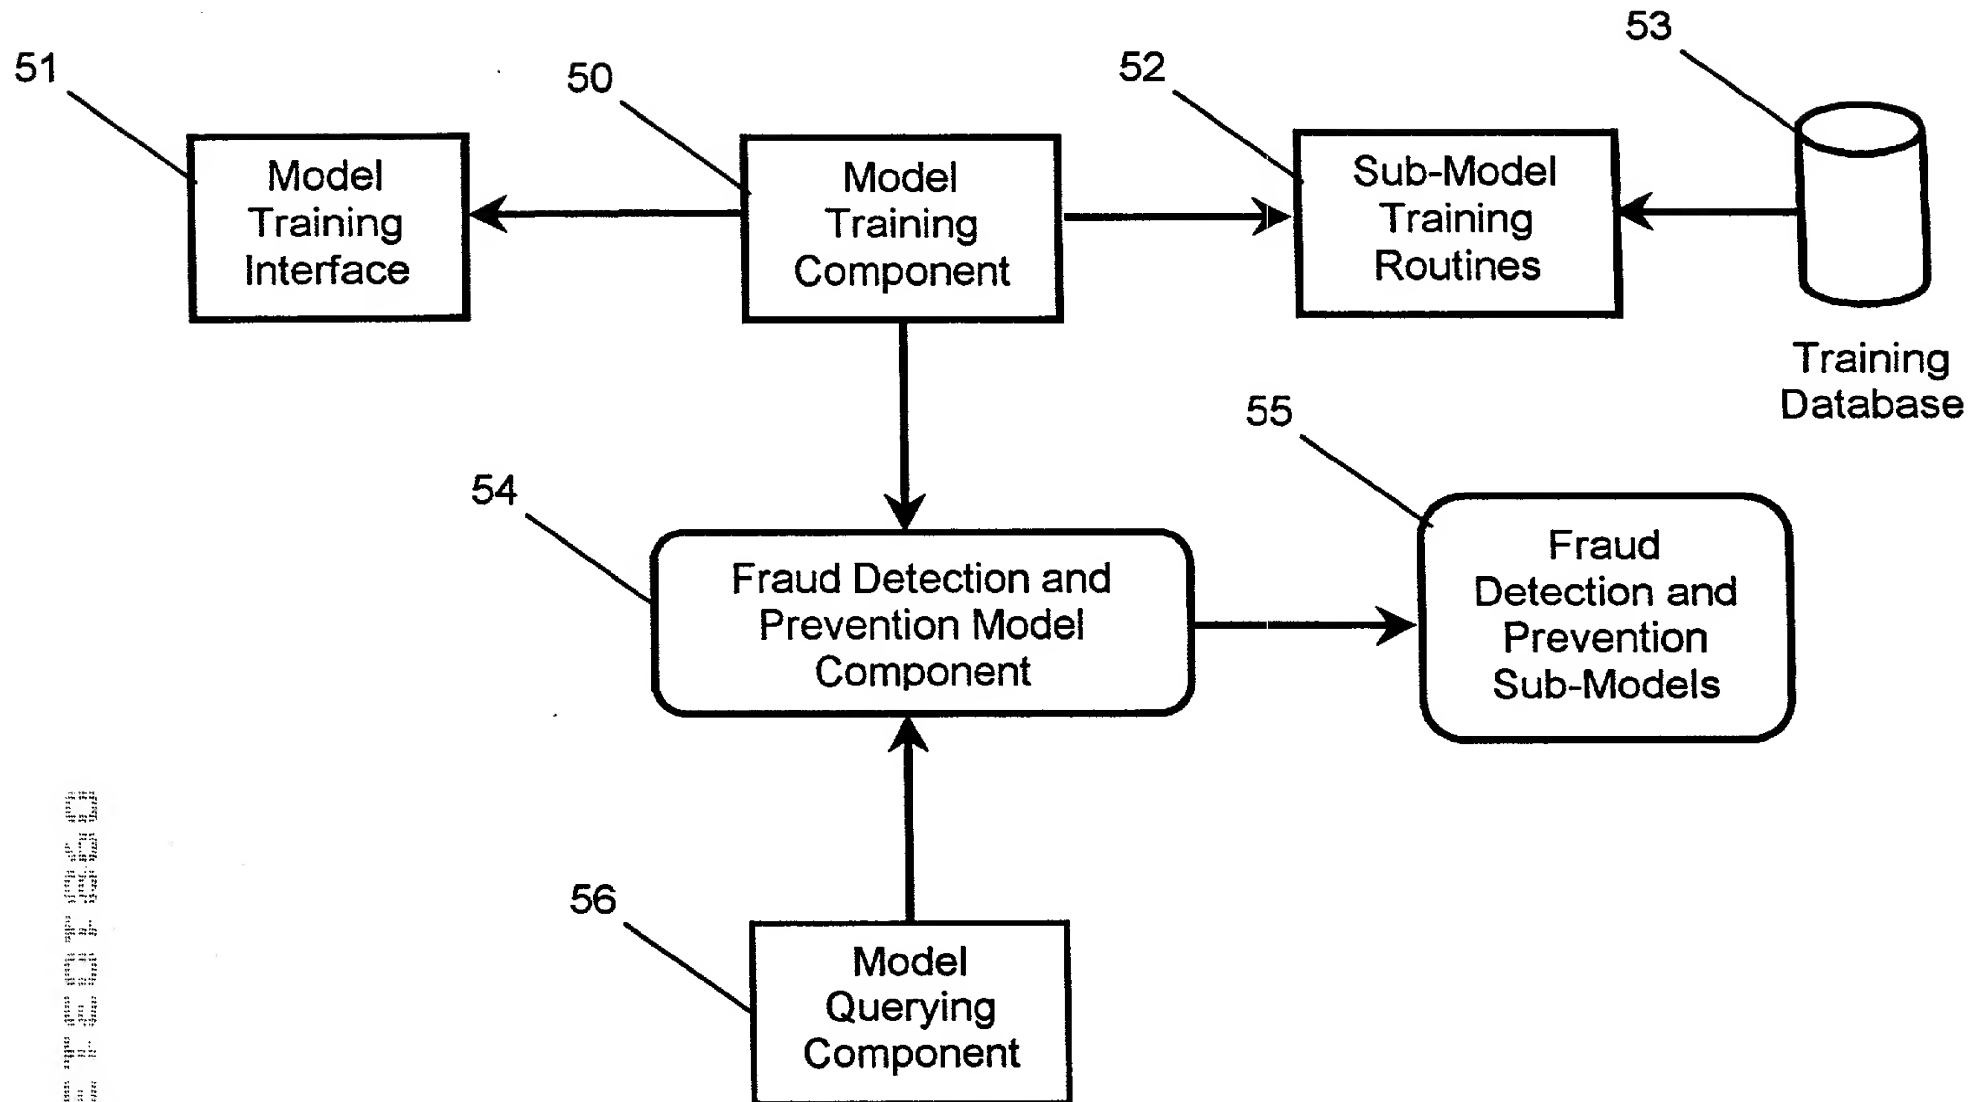 51
50
52
53
Model
Training
Interface
Model
Training
Component
Sub-Model
Training
Routines
Training
Database
54
55
Fraud Detection and
Prevention Model
Component
Fraud
Detection and
Prevention
Sub-Models
56
Model
Querying
Component